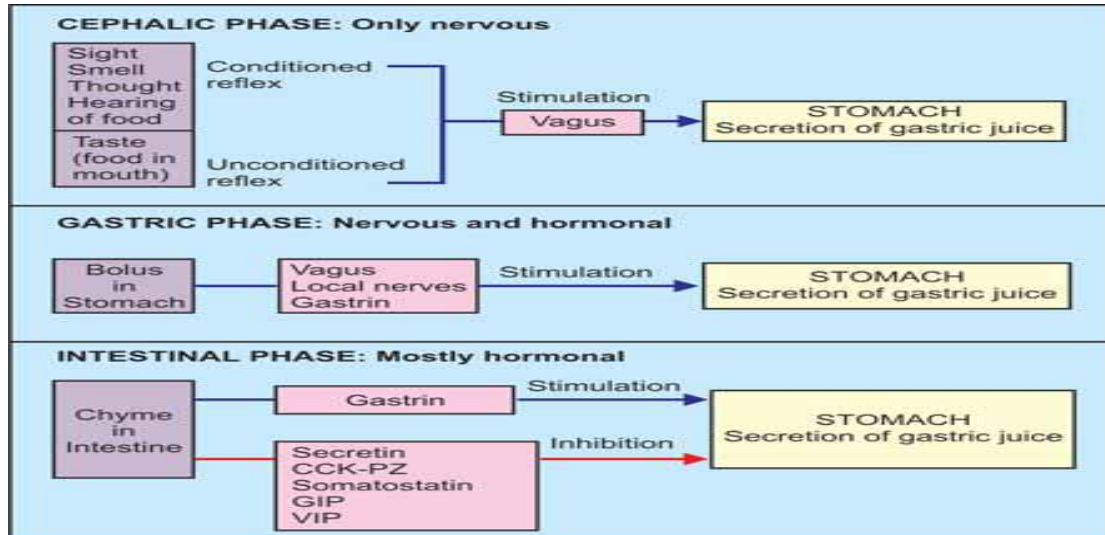 CEPHALIC PHASE: Only nervous
Sight
Smell
Thought
Hearing
of food
Taste
(food in
mouth)
Conditioned
reflex
Unconditioned
reflex
Stimulation
Vagus
STOMACH
Secretion of gastric juice
GASTRIC PHASE: Nervous and hormonal
Bolus
in
Stomach
Vagus
Local nerves
Gastrin
Stimulation
STOMACH
Secretion of gastric juice
INTESTINAL PHASE: Mostly hormonal
Chyme
in
Intestine
Gastrin
Stimulation
Secretin
CCK-PZ
Somatostatin
GIP
VIP
Inhibition
STOMACH
Secretion of gastric juice